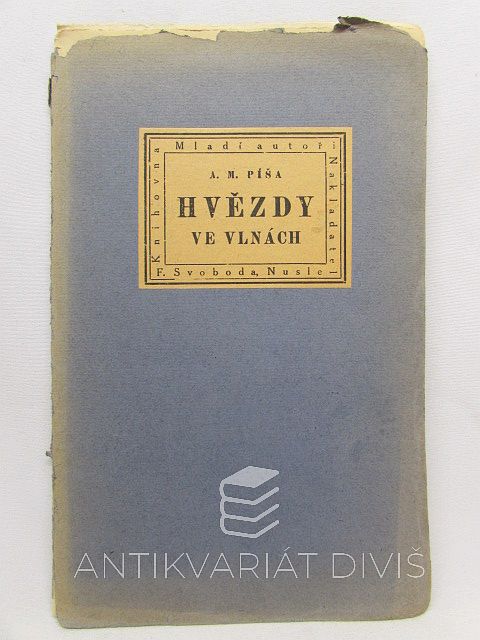 Knihovna
Mladí autoři
Nakladatel
A. M. PÍŠA
HVĚZDY
VE VLNÁCH
F. Svoboda, Nusle
ANTIKVARIÁT DIVIŠ